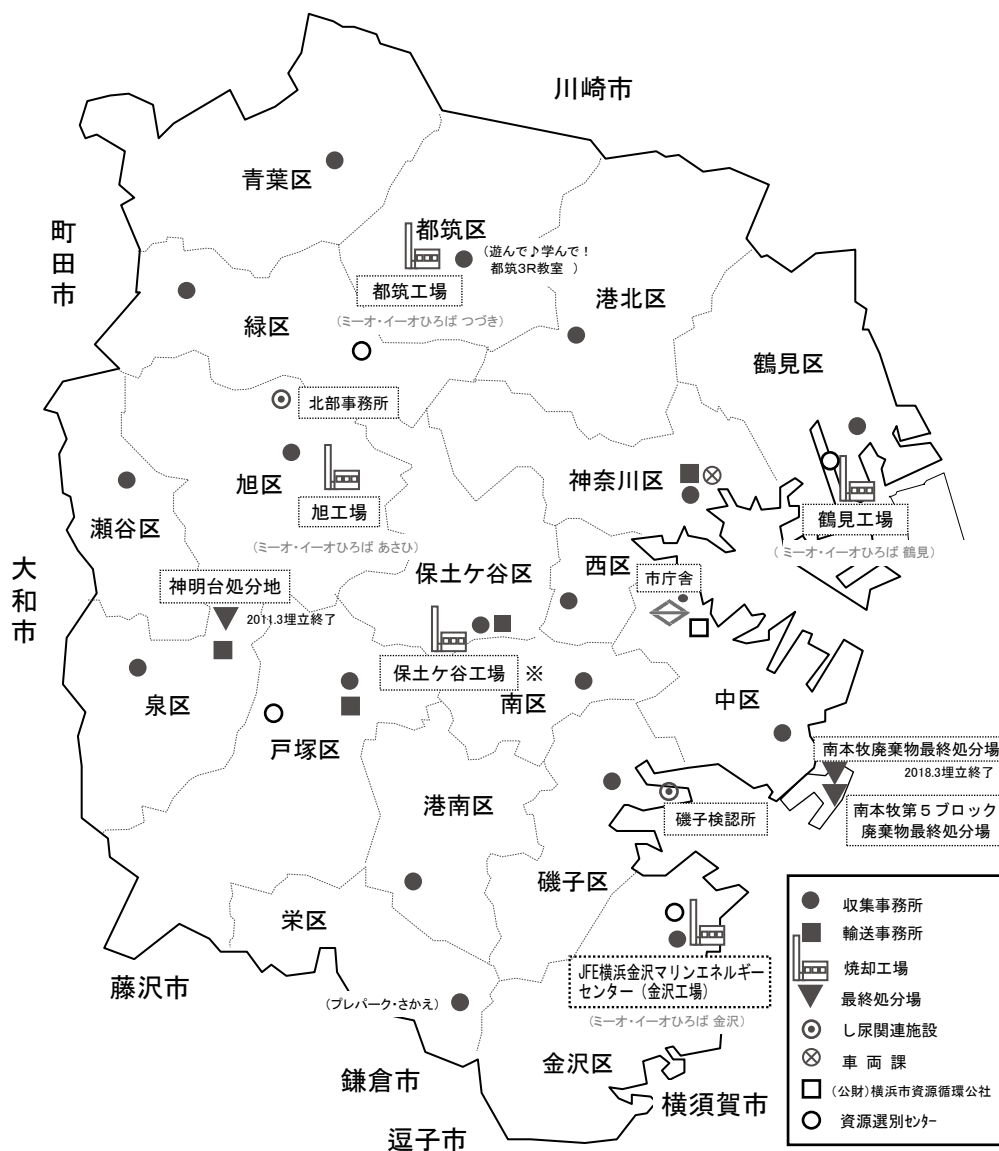 川崎市
青葉区
町田市
都筑区
(遊んで♪学んで!
都筑3R教室 )
都筑工場
(ミーオ・イーオひろば つづき)
港北区
緑区
鶴見区
北部事務所
旭区
神奈川区
旭工場
(ミーオ・イーオひろば あさひ)
鶴見工場
(ミーオ・イーオひろば 鶴見)
瀬谷区
大和市
保土ケ谷区
西区
市庁舎
神明台処分地
2011.3埋立終了
保土ケ谷工場 ※
泉区
南区
中区
戸塚区
南本牧廃棄物最終処分場
2018.3埋立終了
南本牧第5ブロック
廃棄物最終処分場
港南区
磯子検認所
磯子区
栄区
藤沢市
(プレパーク・さかえ)
JFE横浜金沢マリンエネルギー
センター(金沢工場)
(ミーオ・イーオひろば 金沢)
金沢区
鎌倉市
横須賀市
逗子市
収集事務所
輸送事務所
焼却工場
最終処分場
し尿関連施設
車 両 課
(公財)横浜市資源循環公社
資源選別センター